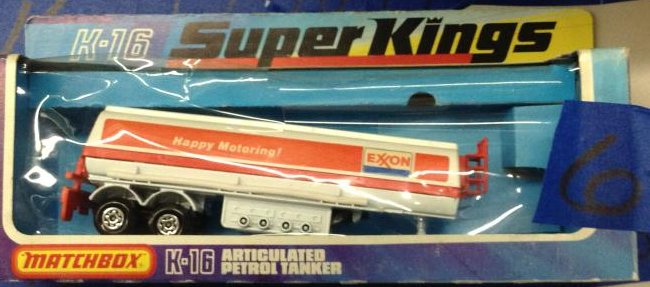 K-16 Super Kings
Happy Motoring!
EXXON
6
MATCHBOX K-16 ARTICULATED
PETROL TANKER